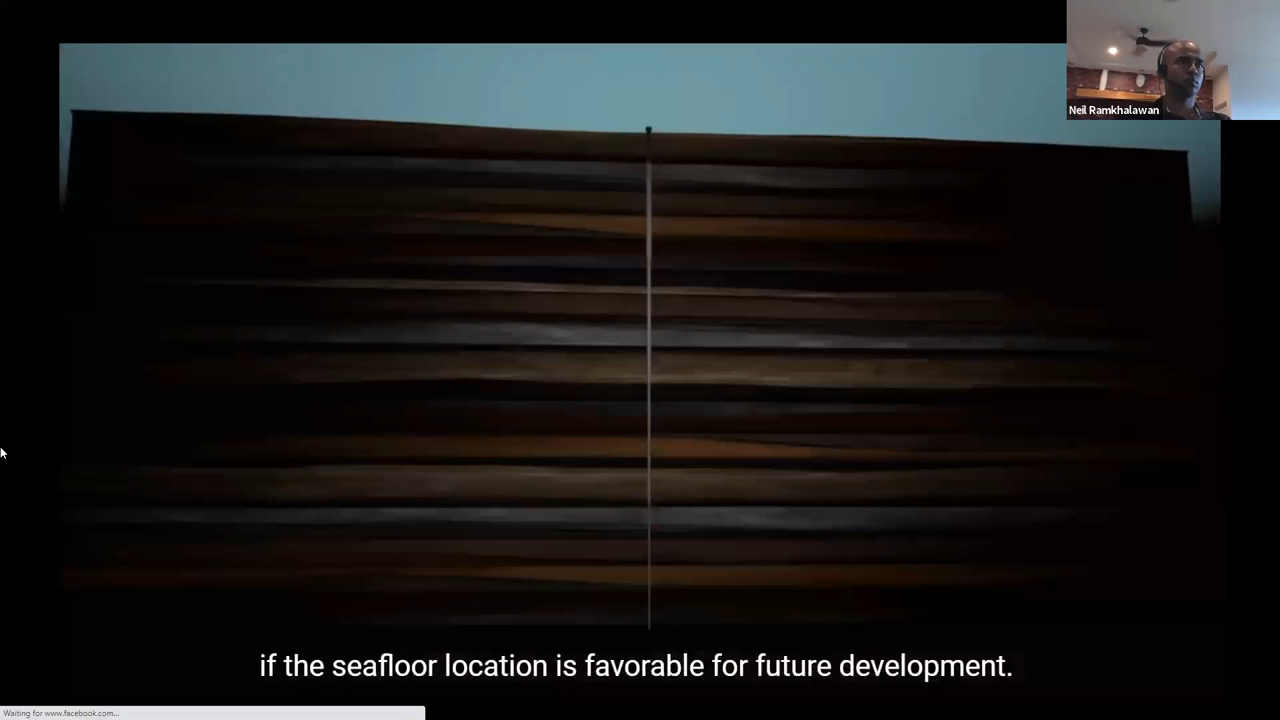 Neil Ramkhalawan
if the seafloor location is favorable for future development.
Waiting for www.facebook.com...